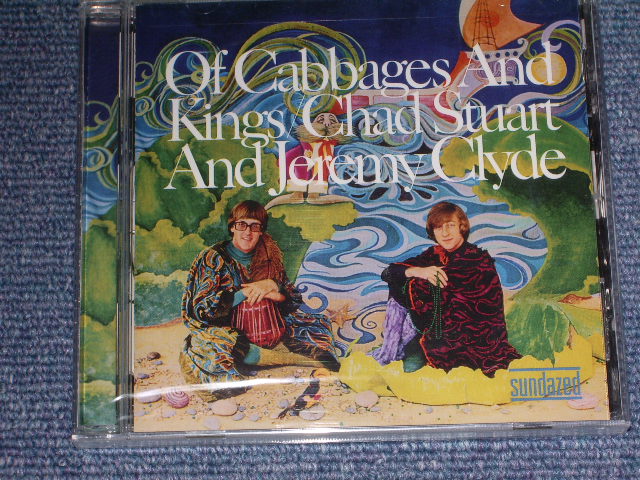 Of Cabbages And
Kings/Chad Stuart
And Jeremy Clyde
sundazed